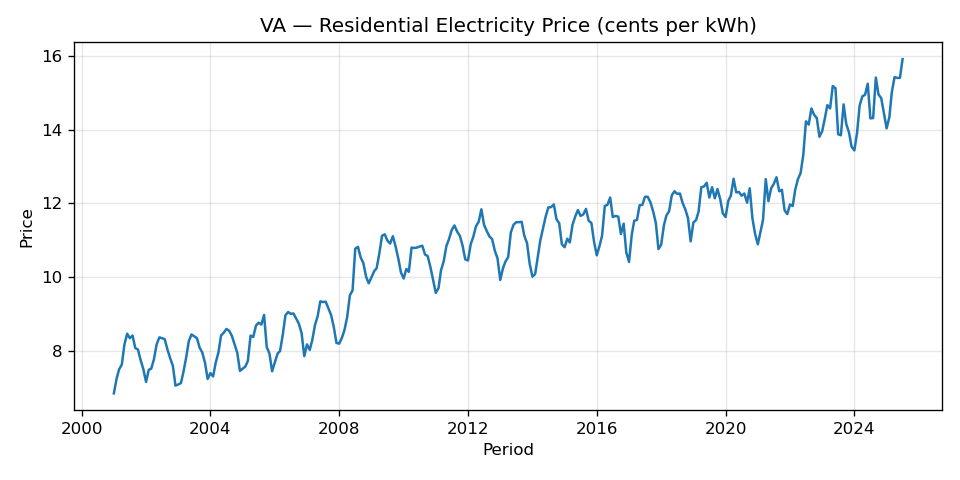 VA — Residential Electricity Price (cents per kWh)
16
14
12
10
8
Price
2000 2004 2008 2012 2016 2020 2024
Period